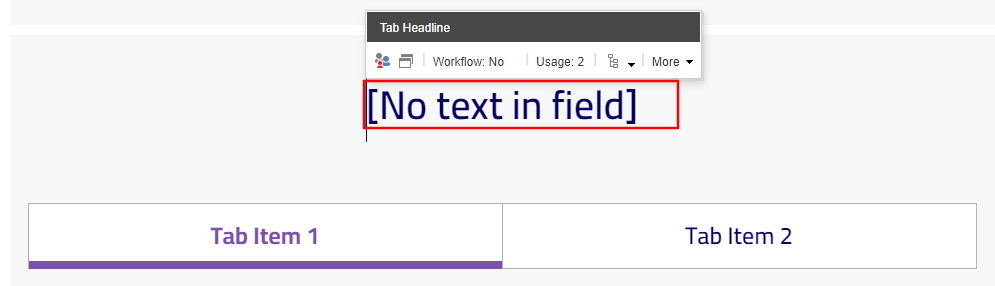 Tab Headline
Workflow: No Usage: 2 More
[No text in field]
Tab Item 1 Tab Item 2